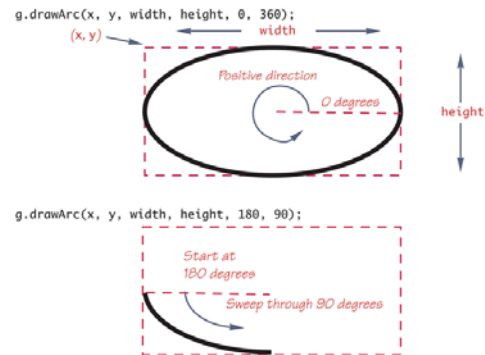 g.drawArc(x, y, width, height, 0, 360);
(x, y)
width
Positive direction
0 degrees
height
g.drawArc(x, y, width, height, 180, 90);
Start at
180 degrees
Sweep through 90 degrees